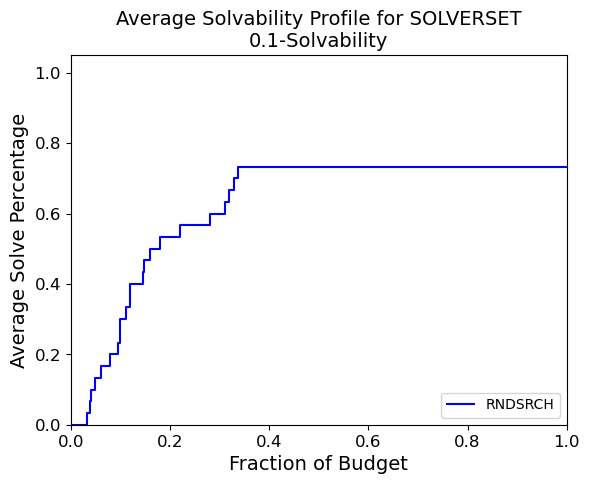 Average Solvability Profile for SOLVERSET
0.1-Solvability
Average Solve Percentage
1.0
0.8
0.6
0.4
0.2
0.0
0.0 0.2 0.4 0.6 0.8 1.0
Fraction of Budget
RNDSRCH